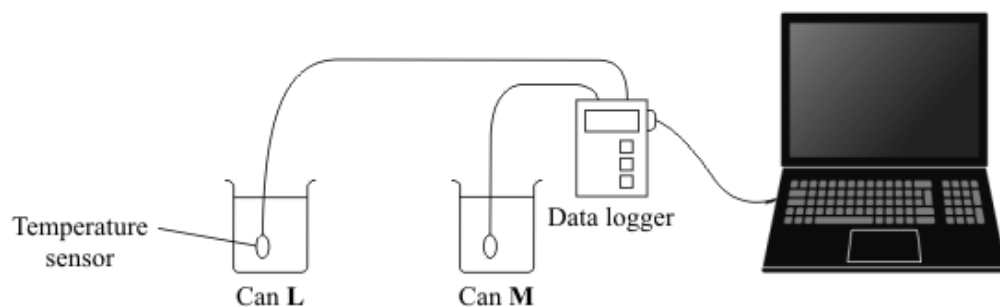 Temperature
sensor
Can L
Can M
Data logger